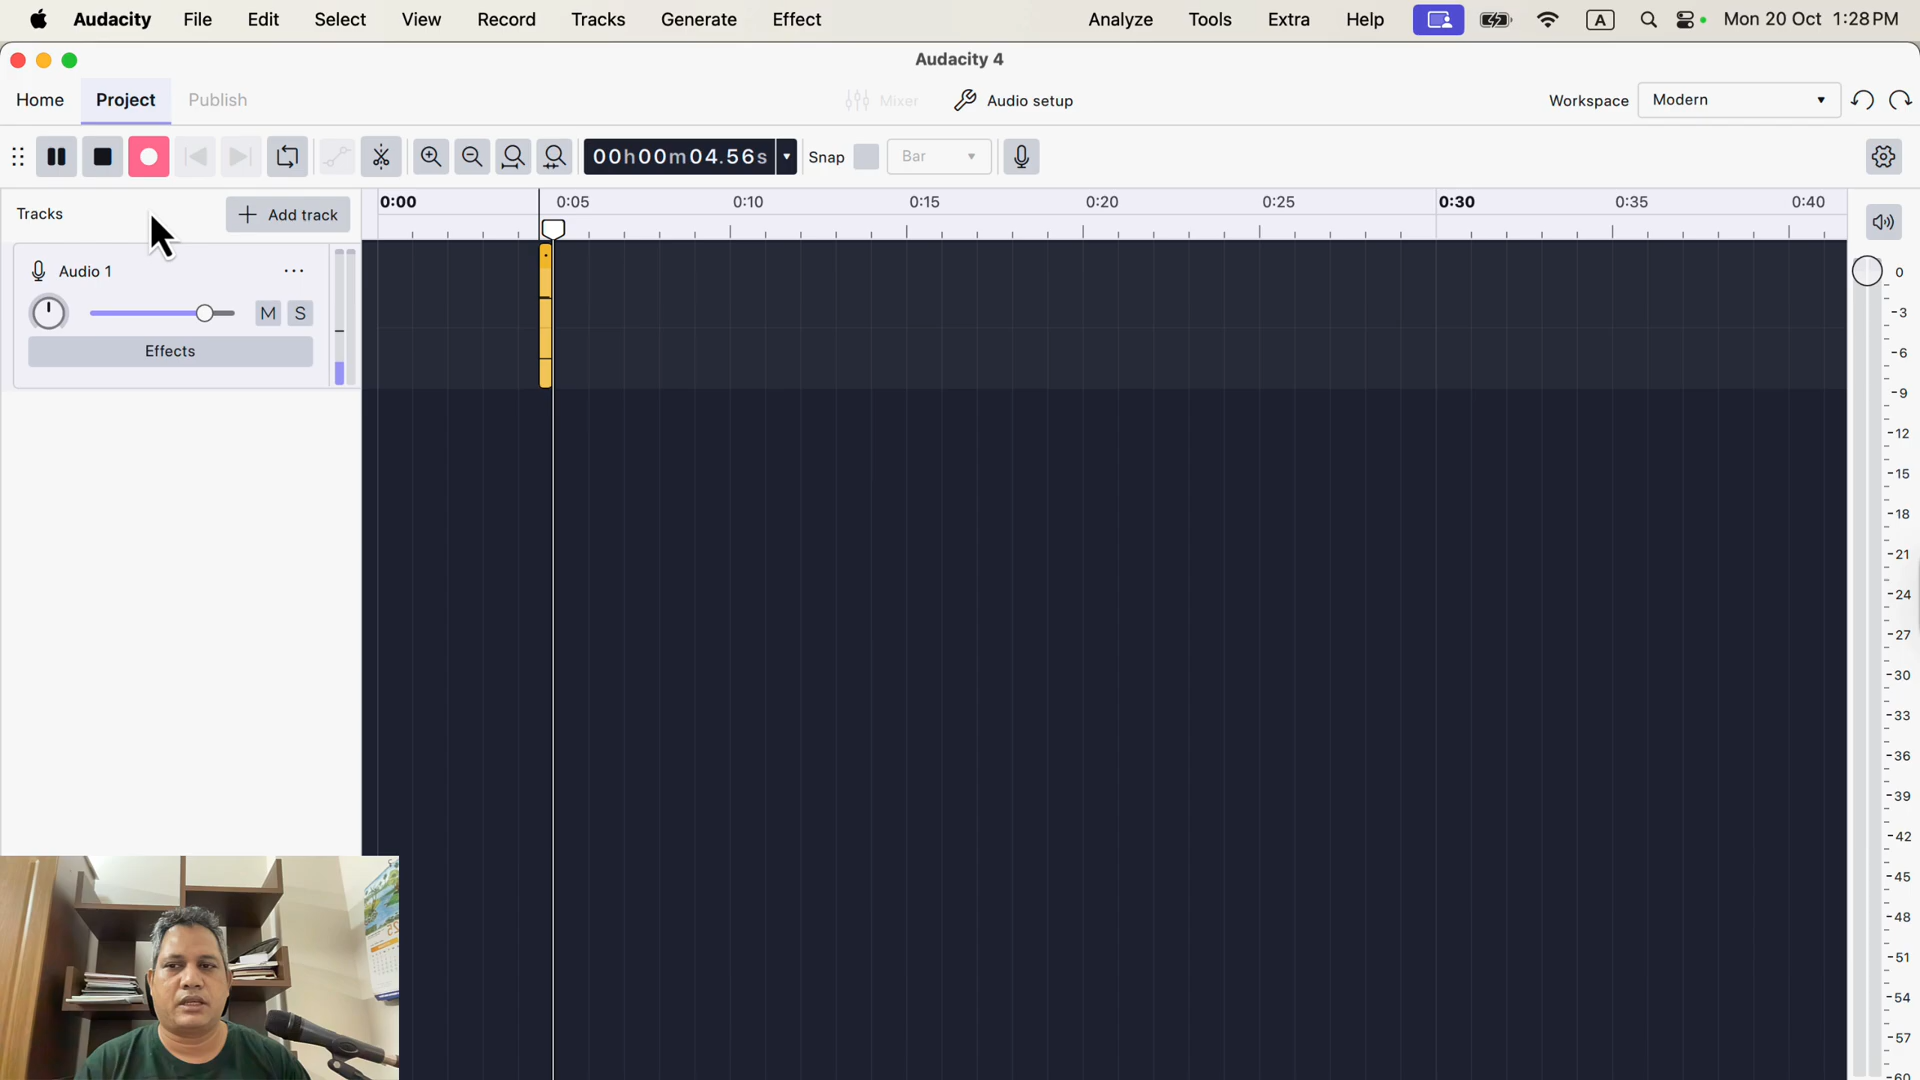 Audacity File Edit Select View Record Tracks Generate Effect Analyze Tools Extra Help A Mon 20 Oct 1:28 PM
Audacity 4
Home Project Publish Mixer Audio setup Workspace Modern
00h00m04.56s Snap Bar
Tracks Add track 0:00 0:05 0:10 0:15 0:20 0:25 0:30 0:35 0:40
Audio 1
M S
Effects
0
-3
-6
-9
-12
-15
-18
-21
-24
-27
-30
-33
-36
-39
-42
-45
-48
-51
-54
-57
-60